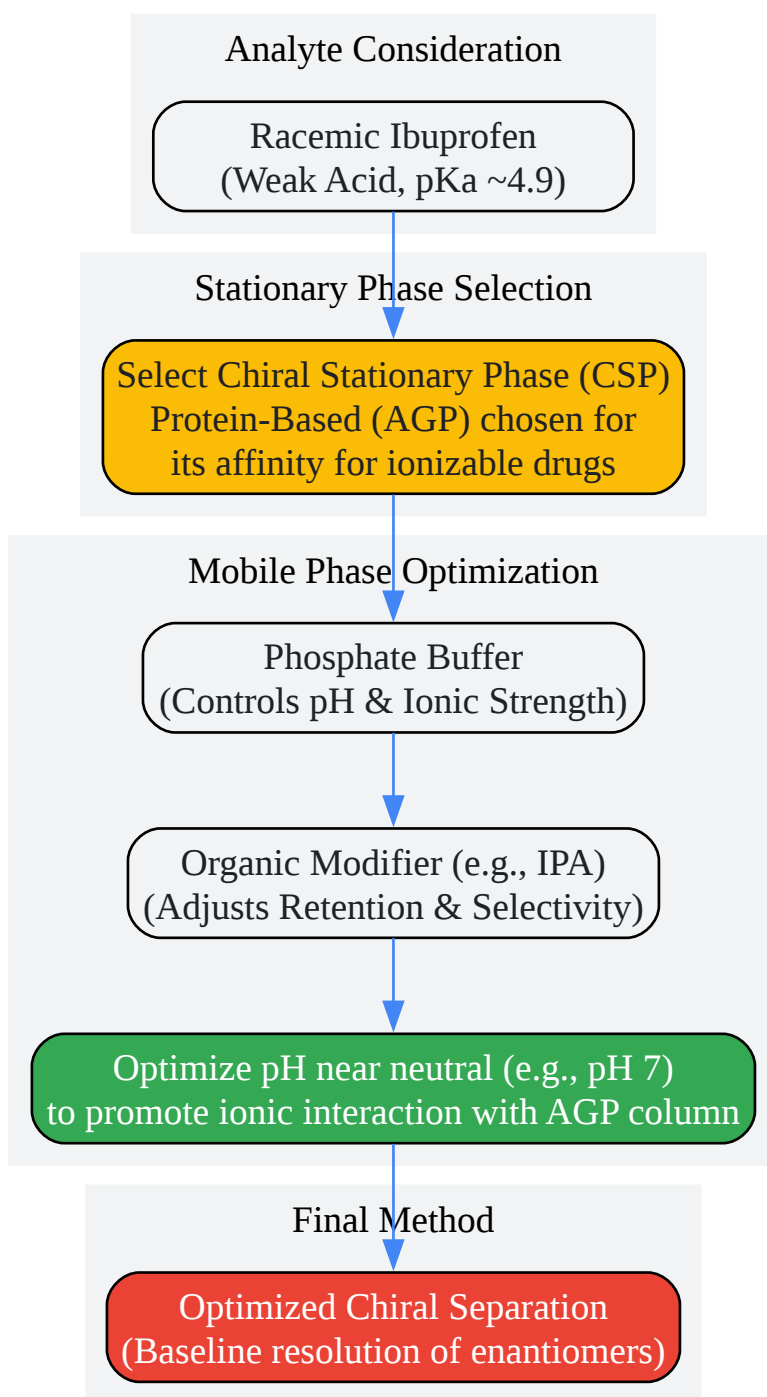 Analyte Consideration
Racemic Ibuprofen
(Weak Acid, pKa ~4.9)
Stationary Phase Selection
Select Chiral Stationary Phase (CSP)
Protein-Based (AGP) chosen for
its affinity for ionizable drugs
Mobile Phase Optimization
Phosphate Buffer
(Controls pH & Ionic Strength)
Organic Modifier (e.g., IPA)
(Adjusts Retention & Selectivity)
Optimize pH near neutral (e.g., pH 7)
to promote ionic interaction with AGP column
Final Method
Optimized Chiral Separation
(Baseline resolution of enantiomers)